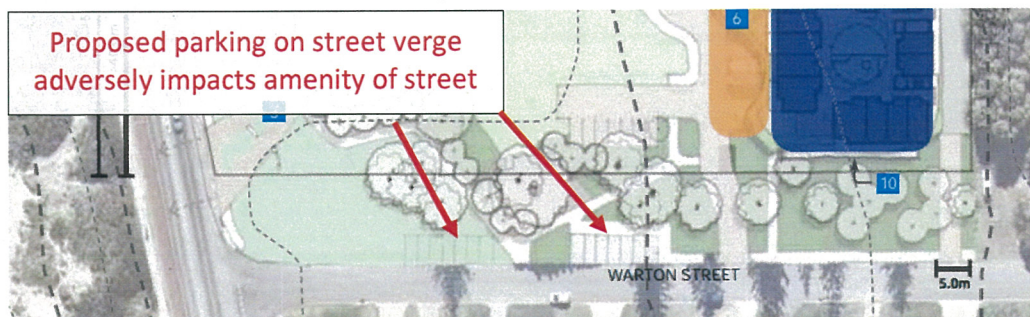 Proposed parking on street verge
adversely impacts amenity of street
6
10
WARTON STREET
5.0m